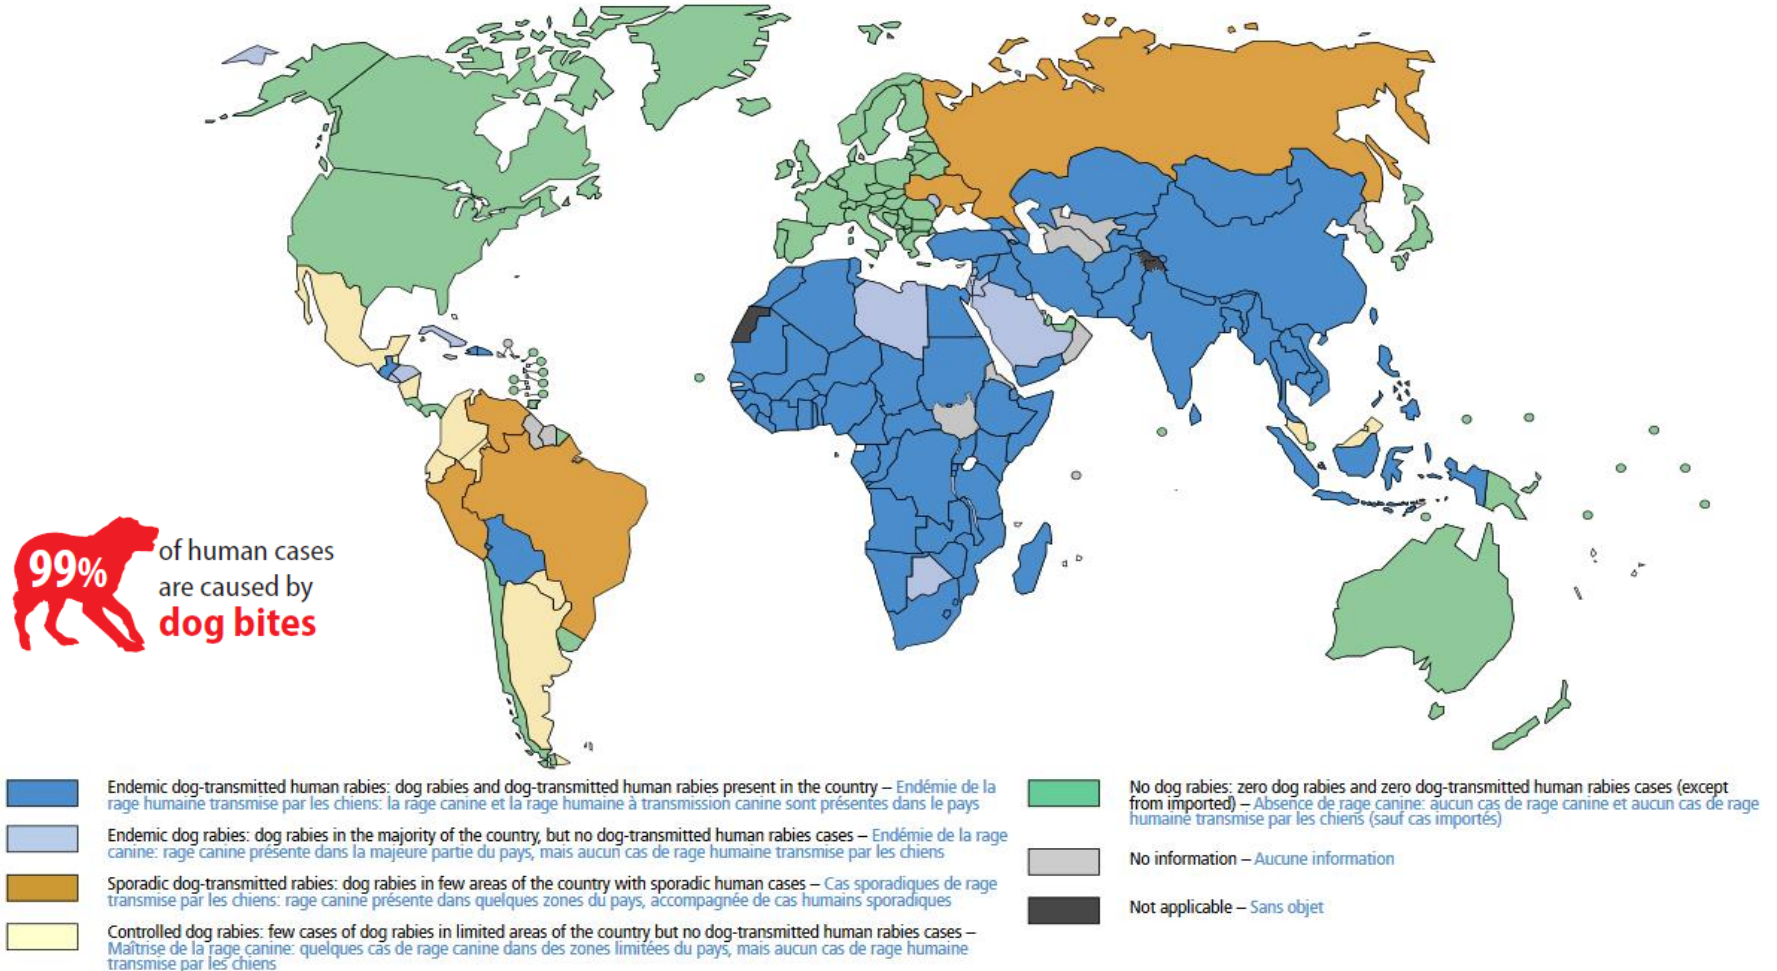 99%
of human cases
are caused by
dog bites
Endemic dog-transmitted human rabies: dog rabies and dog-transmitted human rabies present in the country – Endémie de la
rage humaine transmise par les chiens: la rage canine et la rage humaine à transmission canine sont présentes dans le pays
Endemic dog rabies: dog rabies in the majority of the country, but no dog-transmitted human rabies cases – Endémie de la rage
canine: rage canine présente dans la majeure partie du pays, mais aucun cas de rage humaine transmise par les chiens
Sporadic dog-transmitted rabies: dog rabies in few areas of the country with sporadic human cases – Cas sporadiques de rage
transmise par les chiens: rage canine présente dans quelques zones du pays, accompagnée de cas humains sporadiques
Controlled dog rabies: few cases of dog rabies in limited areas of the country but no dog-transmitted human rabies cases –
Maîtrise de la rage canine: quelques cas de rage canine dans des zones limitées du pays, mais aucun cas de rage humaine
transmise par les chiens
No dog rabies: zero dog rabies and zero dog-transmitted human rabies cases (except
from imported) – Absence de rage canine: aucun cas de rage canine et aucun cas de rage
humaine transmise par les chiens (sauf cas importés)
No information – Aucune information
Not applicable – Sans objet